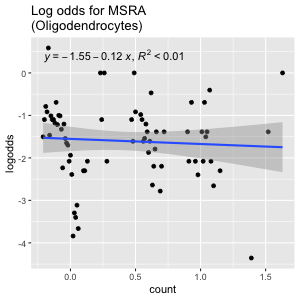 Log odds for MSRA
(Oligodendrocytes)
y = −1.55 − 0.12 x, R² < 0.01
0
-1
-2
-3
-4
logodds
0.0 0.5 1.0 1.5
count